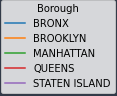 Borough
BRONX
BROOKLYN
MANHATTAN
QUEENS
STATEN ISLAND